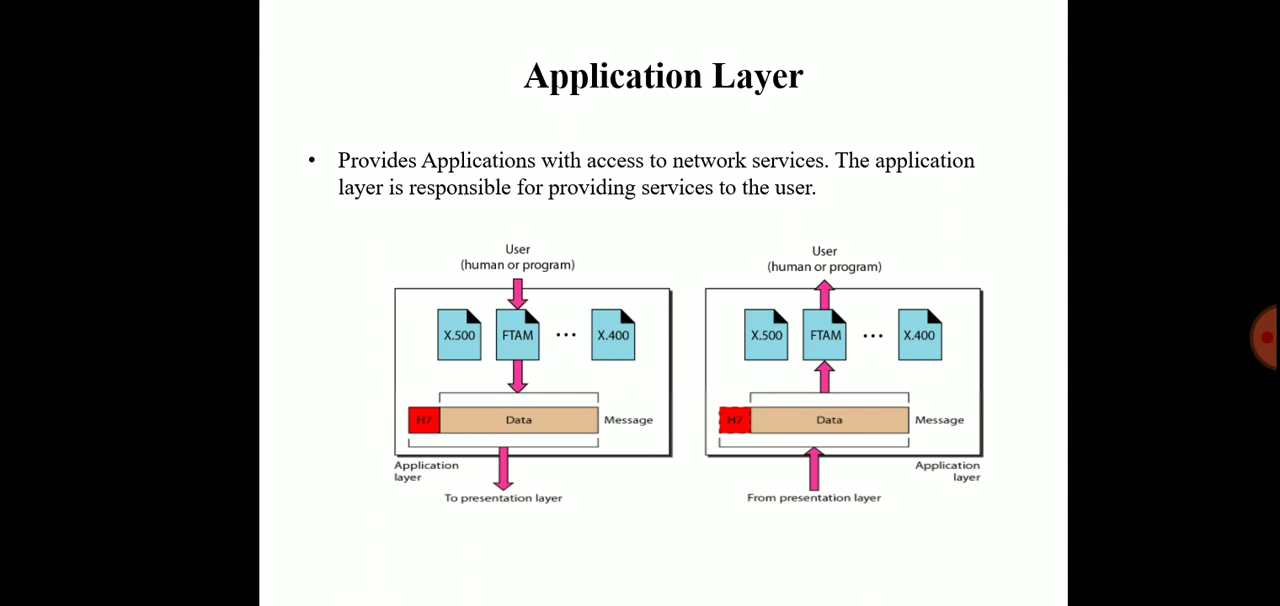 Application Layer
• Provides Applications with access to network services. The application
layer is responsible for providing services to the user.
User
(human or program)
X.500
FTAM
...
X.400
H7
Data
Message
Application
layer
To presentation layer
User
(human or program)
X.500
FTAM
...
X.400
H7
Data
Message
Application
layer
From presentation layer